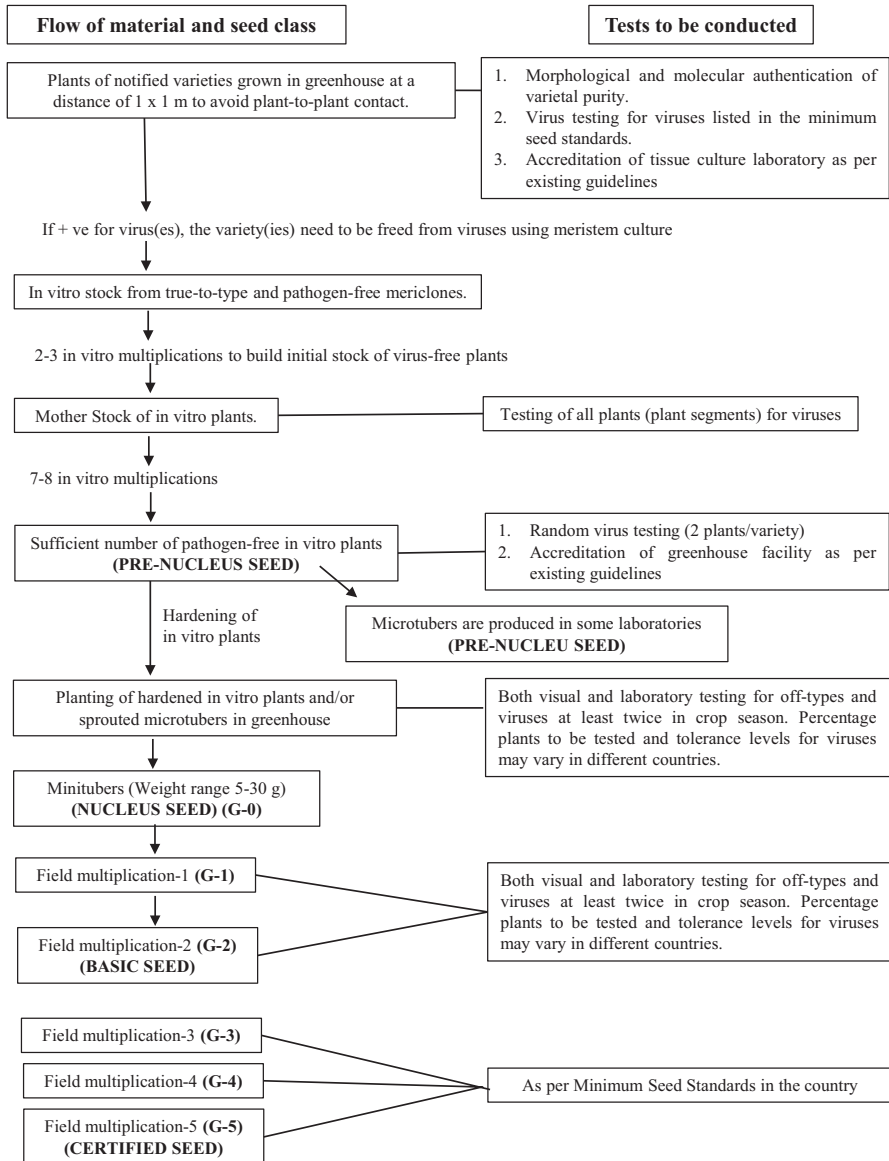 Flow of material and seed class
Tests to be conducted
Plants of notified varieties grown in greenhouse at a
distance of 1 x 1 m to avoid plant-to-plant contact.
1. Morphological and molecular authentication of
varietal purity.
2. Virus testing for viruses listed in the minimum
seed standards.
3. Accreditation of tissue culture laboratory as per
existing guidelines
If + ve for virus(es), the variety(ies) need to be freed from viruses using meristem culture
In vitro stock from true-to-type and pathogen-free mericlones.
2-3 in vitro multiplications to build initial stock of virus-free plants
Mother Stock of in vitro plants.
Testing of all plants (plant segments) for viruses
7-8 in vitro multiplications
Sufficient number of pathogen-free in vitro plants
(PRE-NUCLEUS SEED)
1. Random virus testing (2 plants/variety)
2. Accreditation of greenhouse facility as per
existing guidelines
Hardening of
in vitro plants
Microtubers are produced in some laboratories
(PRE-NUCLEU SEED)
Planting of hardened in vitro plants and/or
sprouted microtubers in greenhouse
Both visual and laboratory testing for off-types and
viruses at least twice in crop season. Percentage
plants to be tested and tolerance levels for viruses
may vary in different countries.
Minitubers (Weight range 5-30 g)
(NUCLEUS SEED) (G-0)
Field multiplication-1 (G-1)
Field multiplication-2 (G-2)
(BASIC SEED)
Both visual and laboratory testing for off-types and
viruses at least twice in crop season. Percentage
plants to be tested and tolerance levels for viruses
may vary in different countries.
Field multiplication-3 (G-3)
Field multiplication-4 (G-4)
Field multiplication-5 (G-5)
(CERTIFIED SEED)
As per Minimum Seed Standards in the country